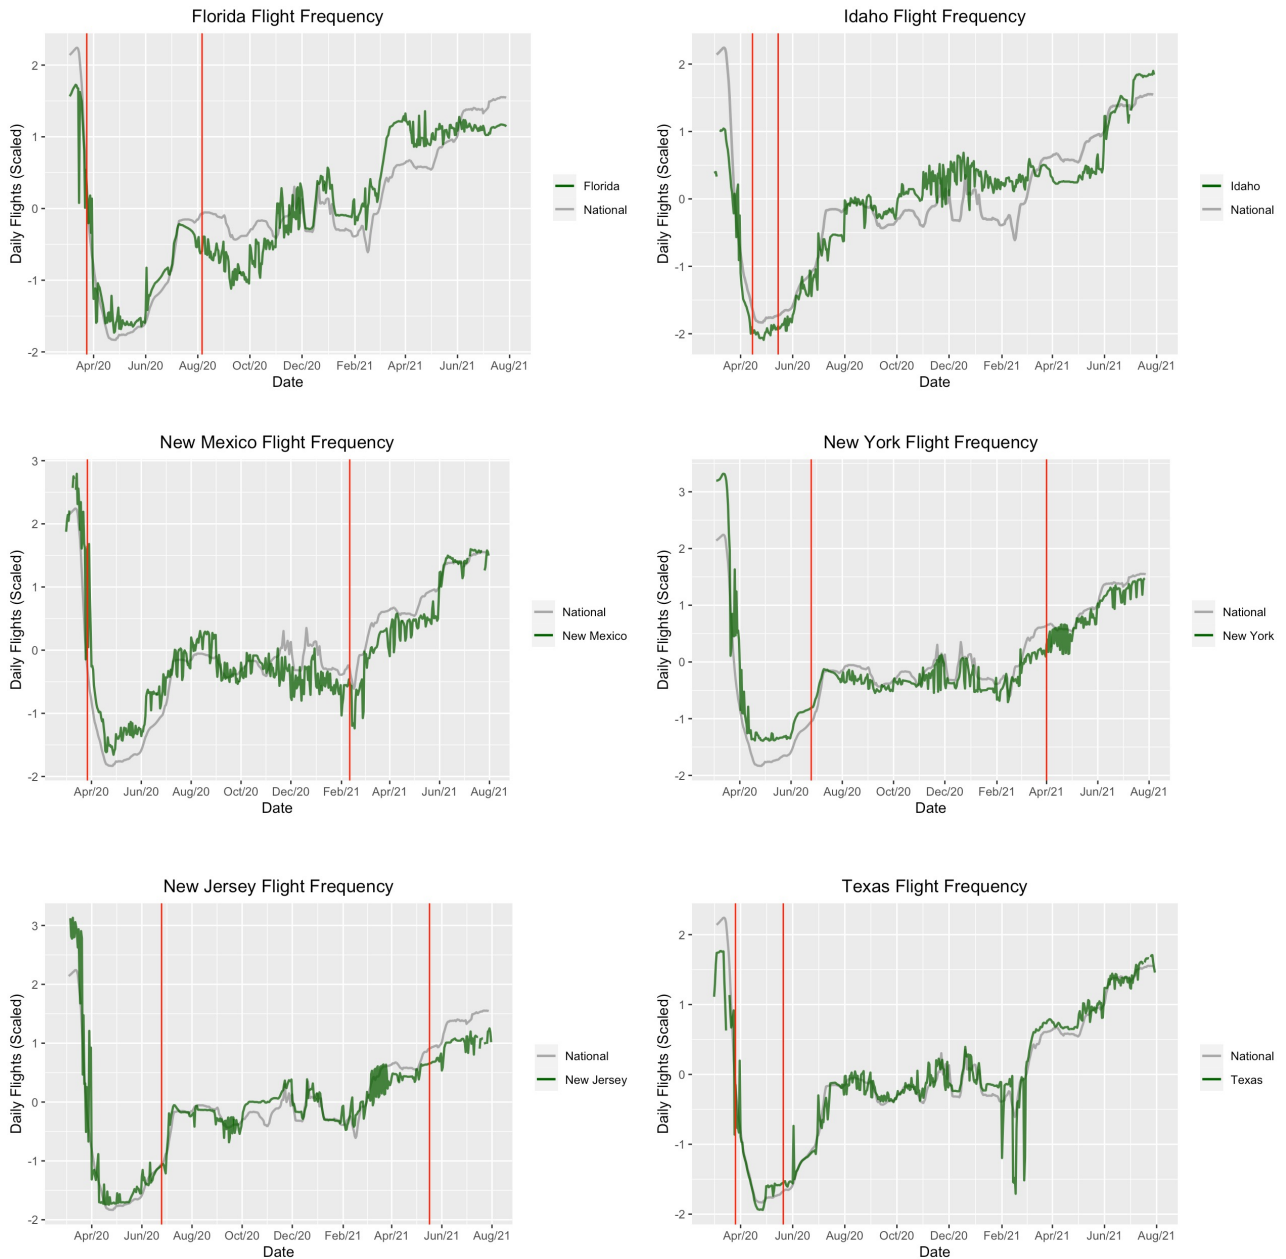 Florida Flight Frequency
Daily Flights (Scaled)
2
1
0
-1
-2
Apr/20 Jun/20 Aug/20 Oct/20 Dec/20 Feb/21 Apr/21 Jun/21 Aug/21
Date
Florida
National
Idaho Flight Frequency
Daily Flights (Scaled)
2
1
0
-1
-2
Apr/20 Jun/20 Aug/20 Oct/20 Dec/20 Feb/21 Apr/21 Jun/21 Aug/21
Date
Idaho
National
New Mexico Flight Frequency
Daily Flights (Scaled)
3
2
1
0
-1
-2
Apr/20 Jun/20 Aug/20 Oct/20 Dec/20 Feb/21 Apr/21 Jun/21 Aug/21
Date
National
New Mexico
New York Flight Frequency
Daily Flights (Scaled)
3
2
1
0
-1
-2
Apr/20 Jun/20 Aug/20 Oct/20 Dec/20 Feb/21 Apr/21 Jun/21 Aug/21
Date
National
New York
New Jersey Flight Frequency
Daily Flights (Scaled)
3
2
1
0
-1
-2
Apr/20 Jun/20 Aug/20 Oct/20 Dec/20 Feb/21 Apr/21 Jun/21 Aug/21
Date
National
New Jersey
Texas Flight Frequency
Daily Flights (Scaled)
2
1
0
-1
-2
Apr/20 Jun/20 Aug/20 Oct/20 Dec/20 Feb/21 Apr/21 Jun/21 Aug/21
Date
National
Texas